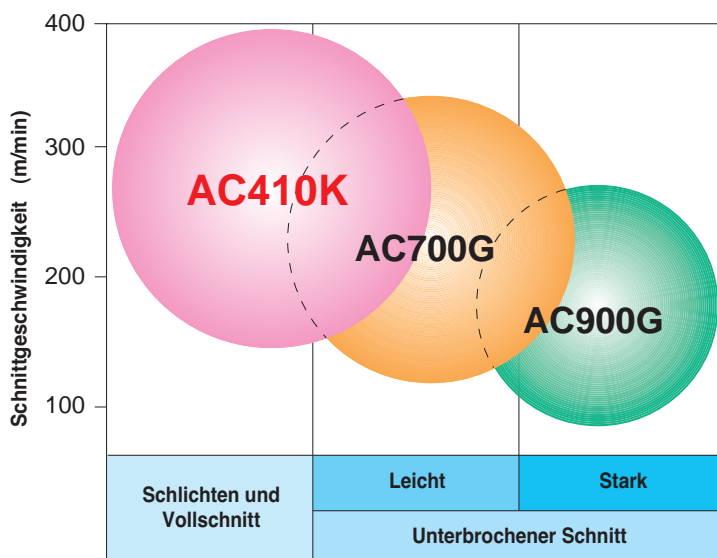 Schnittgeschwindigkeit (m/min)
400
300
200
100
AC410K
AC700G
AC900G
Schlichten und
Vollschnitt
Leicht
Stark
Unterbrochener Schnitt